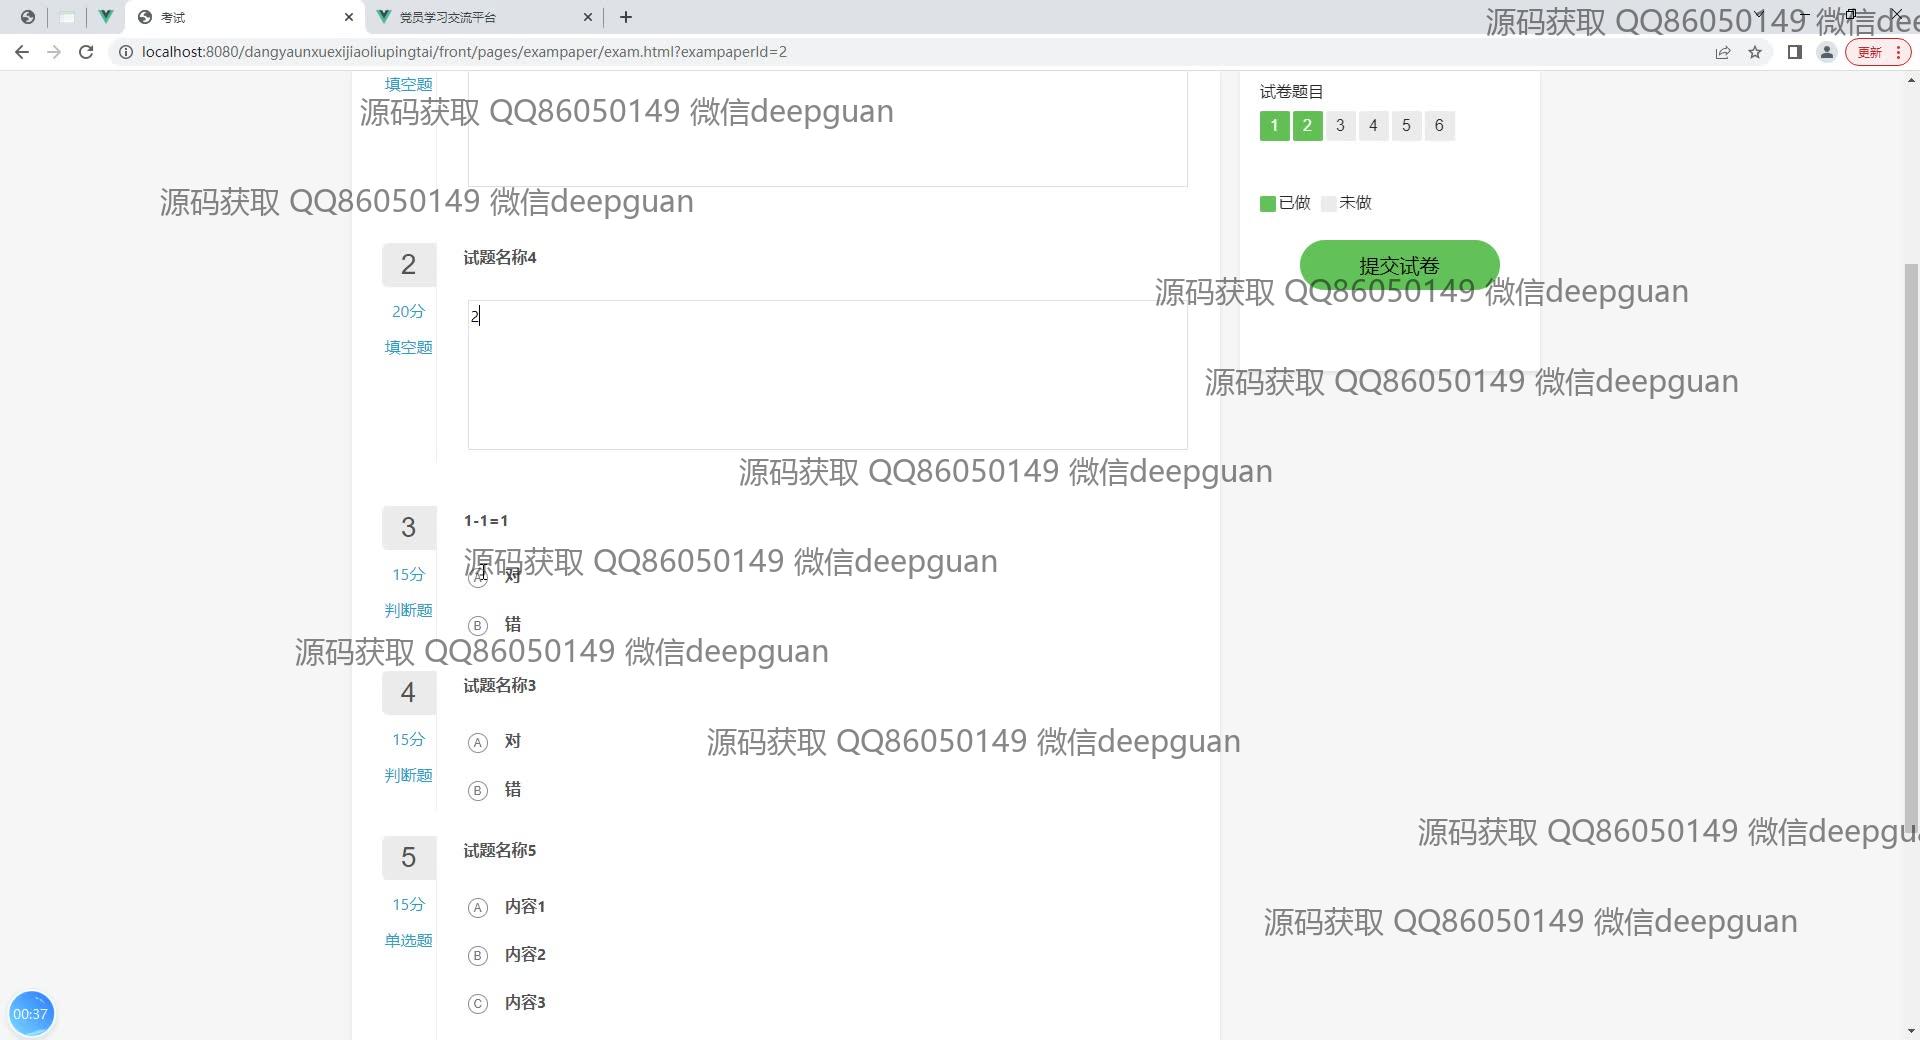 考试
党员学习交流平台
源码获取 QQ86050149 微信dee
localhost:8080/dangyaunxuexijiaoliupingtai/front/pages/exampaper/exam.html?exampaperId=2
更新
填空题
试卷题目
源码获取 QQ86050149 微信deepguan
1 2 3 4 5 6
源码获取 QQ86050149 微信deepguan
已做 未做
2
试题名称4
提交试卷
源码获取 QQ86050149 微信deepguan
20分
2
填空题
源码获取 QQ86050149 微信deepguan
源码获取 QQ86050149 微信deepguan
3
1-1=1
源码获取 QQ86050149 微信deepguan
15分
A 对
判断题
B 错
源码获取 QQ86050149 微信deepguan
4
试题名称3
15分
A 对
源码获取 QQ86050149 微信deepguan
判断题
B 错
源码获取 QQ86050149 微信deepgu
5
试题名称5
15分
A 内容1
源码获取 QQ86050149 微信deepguan
单选题
B 内容2
C 内容3
00:37